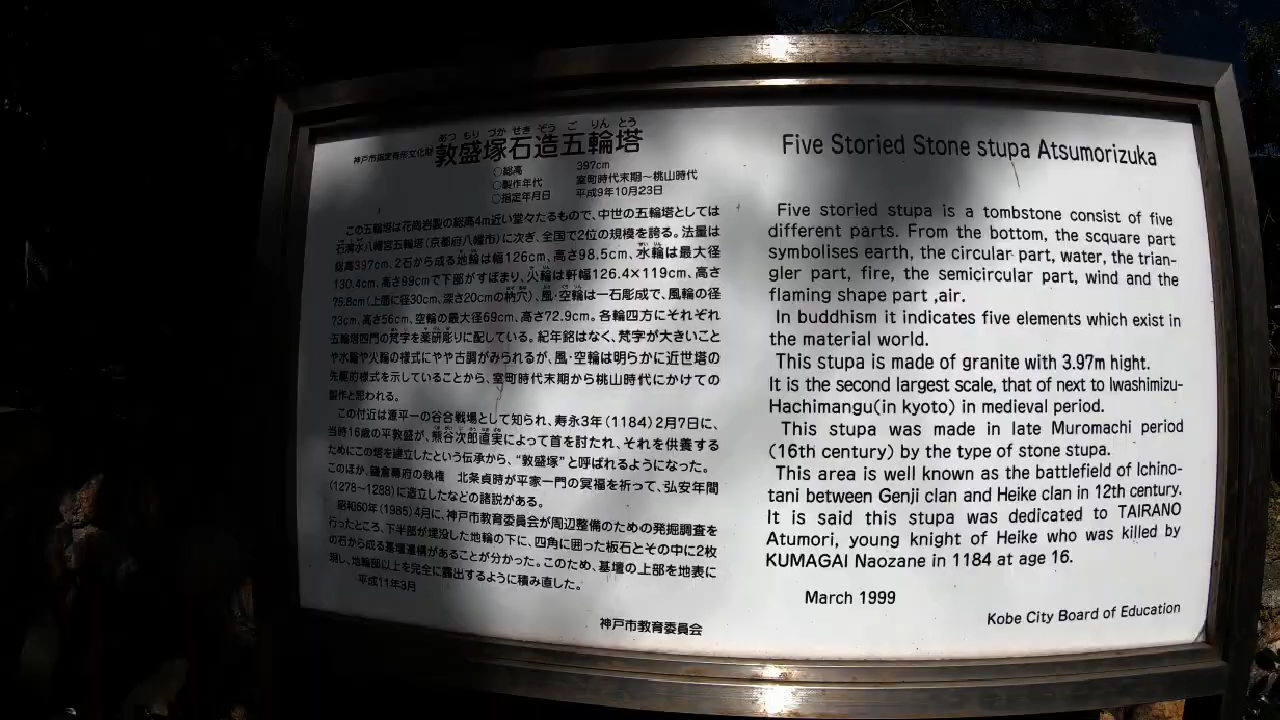 あつ もり づか せき ぞう ご りん とう
神戸市指定有形文化財 敦盛塚石造五輪塔
○総高 397cm
○製作年代 室町時代末期～桃山時代
○指定年月日 平成9年10月23日
この五輪塔は花崗岩製の総高4m近い堂々たるもので、中世の五輪塔としては
石清水八幡宮五輪塔(京都府八幡市)に次ぎ、全国で2位の規模を誇る。法量は
総高397cm、2石から成る地輪は幅126cm、高さ98.5cm、水輪は最大径
130.4cm、高さ99cmで下部がすぼまり、火輪は軒幅126.4×119cm、高さ
75.8cm(上面に径30cm、深さ20cmの枘穴)、風・空輪は一石彫成で、風輪の径
73cm、高さ56cm、空輪の最大径69cm、高さ72.9cm。各輪四方にそれぞれ
五輪塔四門の梵字を薬研彫りに配している。紀年銘はなく、梵字が大きいこと
や水輪や火輪の様式にやや古調がみられるが、風・空輪は明らかに近世塔の
先駆的様式を示していることから、室町時代末期から桃山時代にかけての
製作と思われる。
この付近は源平一の谷合戦場として知られ、寿永3年(1184)2月7日に、
当時16歳の平敦盛が、熊谷次郎直実によって首を討たれ、それを供養する
ためにこの塔を建立したという伝承から、“敦盛塚”と呼ばれるようになった。
このほか、鎌倉幕府の執権 北条貞時が平家一門の冥福を祈って、弘安年間
(1278～1288)に造立したなどの諸説がある。
昭和60年(1985)4月に、神戸市教育委員会が周辺整備のための発掘調査を
行ったところ、下半部が埋没した地輪の下に、四角に囲った板石とその中に2枚
の石から成る基壇遺構があることが分かった。このため、基壇の上部を地表に
現し、地輪部以上を完全に露出するように積み直した。
平成11年3月
神戸市教育委員会
Five Storied Stone stupa Atsumorizuka
Five storied stupa is a tombstone consist of five
different parts. From the bottom, the scquare part
symbolises earth, the circular part, water, the trian-
gler part, fire, the semicircular part, wind and the
flaming shape part ,air.
In buddhism it indicates five elements which exist in
the material world.
This stupa is made of granite with 3.97m hight.
It is the second largest scale, that of next to Iwashimizu-
Hachimangu(in kyoto) in medieval period.
This stupa was made in late Muromachi period
(16th century) by the type of stone stupa.
This area is well known as the battlefield of Ichino-
tani between Genji clan and Heike clan in 12th century.
It is said this stupa was dedicated to TAIRANO
Atumori, young knight of Heike who was killed by
KUMAGAI Naozane in 1184 at age 16.
March 1999
Kobe City Board of Education